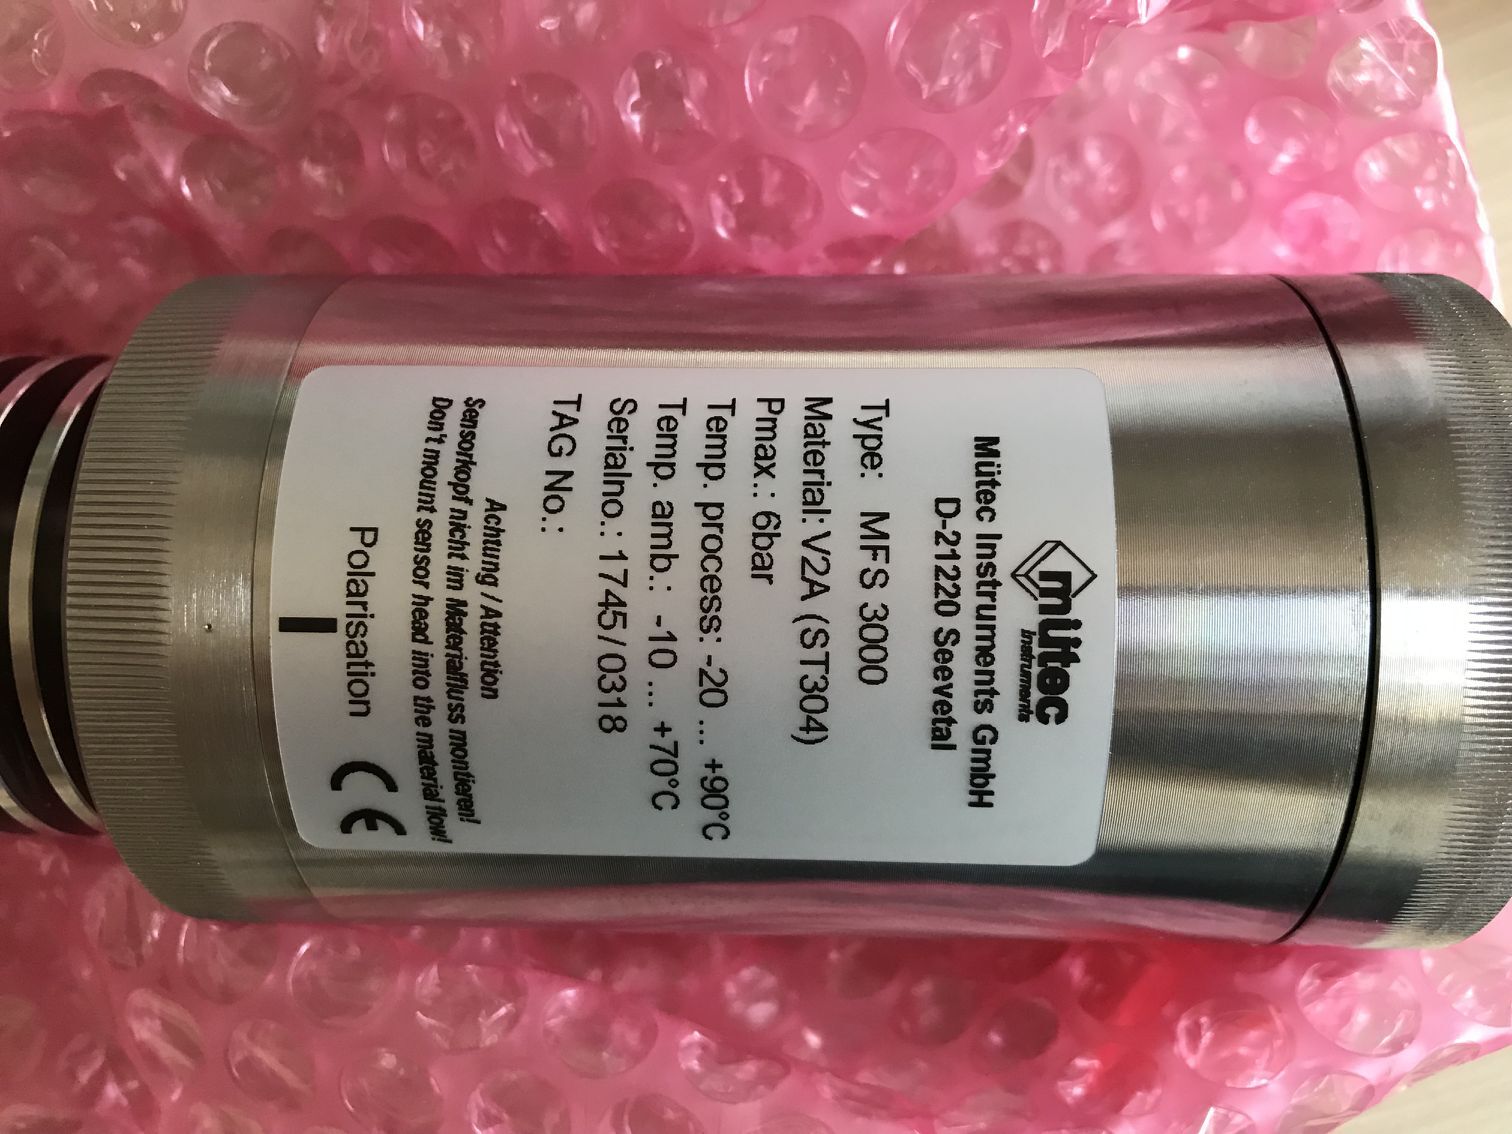 mütec
instruments
Mütec Instruments GmbH
D-21220 Seevetal
Type: MFS 3000
Material: V2A (ST304)
Pmax.: 6bar
Temp. process: -20 ... +90°C
Temp. amb.: -10 ... +70°C
Serialno.: 1745/0318
TAG No.:
Achtung / Attention
Sensorkopf nicht im Materialfluss montieren!
Don't mount sensor head into the material flow!
Polarisation
CE